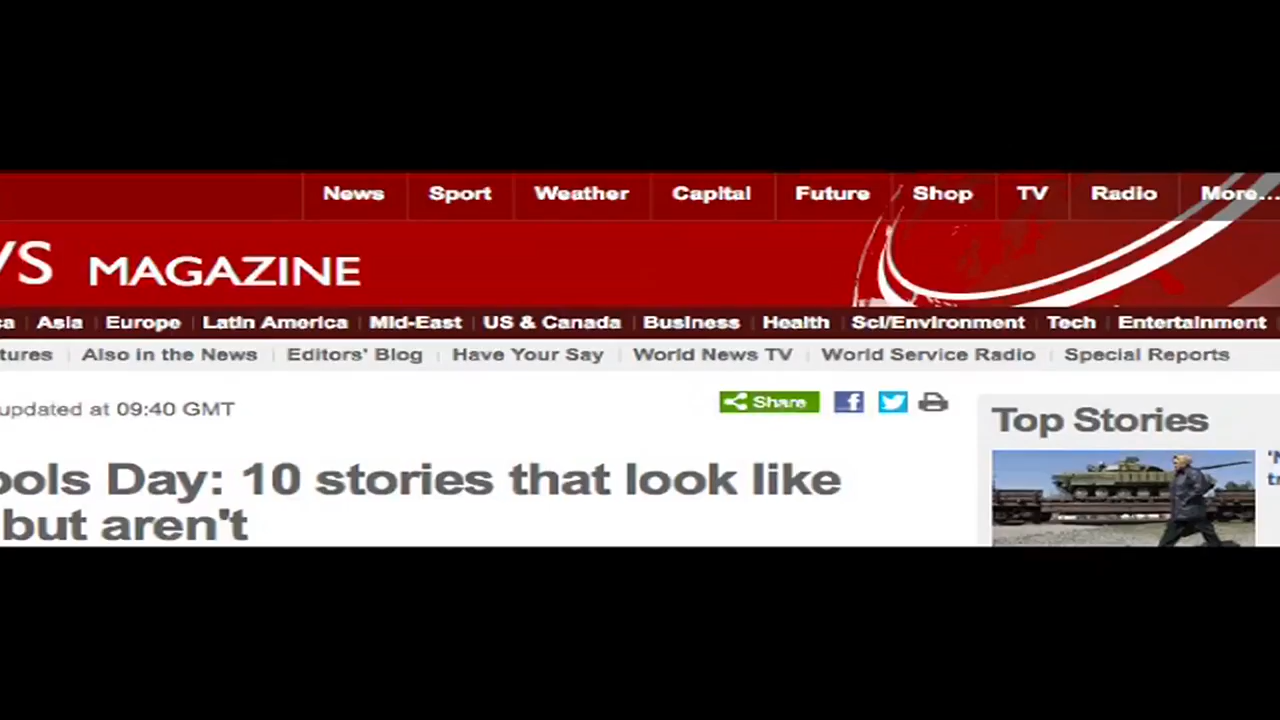 News Sport Weather Capital Future Shop TV Radio More...
MAGAZINE
Asia Europe Latin America Mid-East US & Canada Business Health Sci/Environment Tech Entertainment
Also in the News Editors' Blog Have Your Say World News TV World Service Radio Special Reports
updated at 09:40 GMT
Share
Top Stories
Day: 10 stories that look like
but aren't